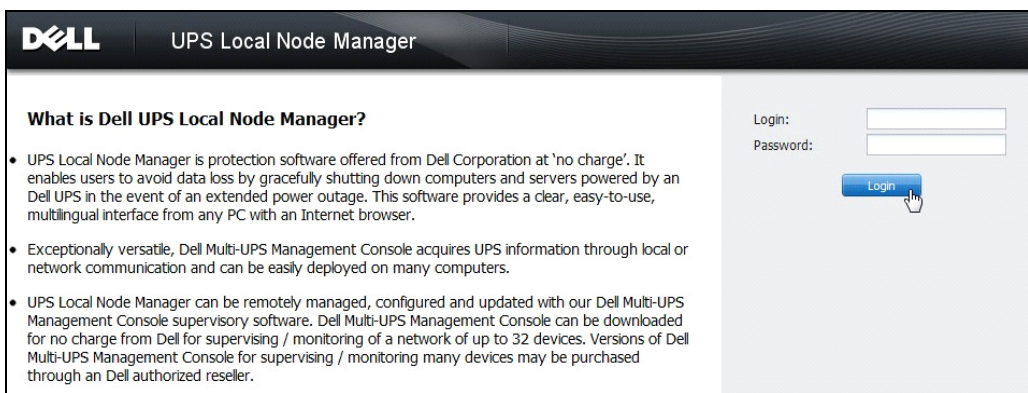 DELL
UPS Local Node Manager
What is Dell UPS Local Node Manager?
• UPS Local Node Manager is protection software offered from Dell Corporation at ‘no charge’. It
enables users to avoid data loss by gracefully shutting down computers and servers powered by an
Dell UPS in the event of an extended power outage. This software provides a clear, easy-to-use,
multilingual interface from any PC with an Internet browser.
• Exceptionally versatile, Dell Multi-UPS Management Console acquires UPS information through local or
network communication and can be easily deployed on many computers.
• UPS Local Node Manager can be remotely managed, configured and updated with our Dell Multi-UPS
Management Console supervisory software. Dell Multi-UPS Management Console can be downloaded
for no charge from Dell for supervising / monitoring of a network of up to 32 devices. Versions of Dell
Multi-UPS Management Console for supervising / monitoring many devices may be purchased
through an Dell authorized reseller.
Login:
Password:
Login